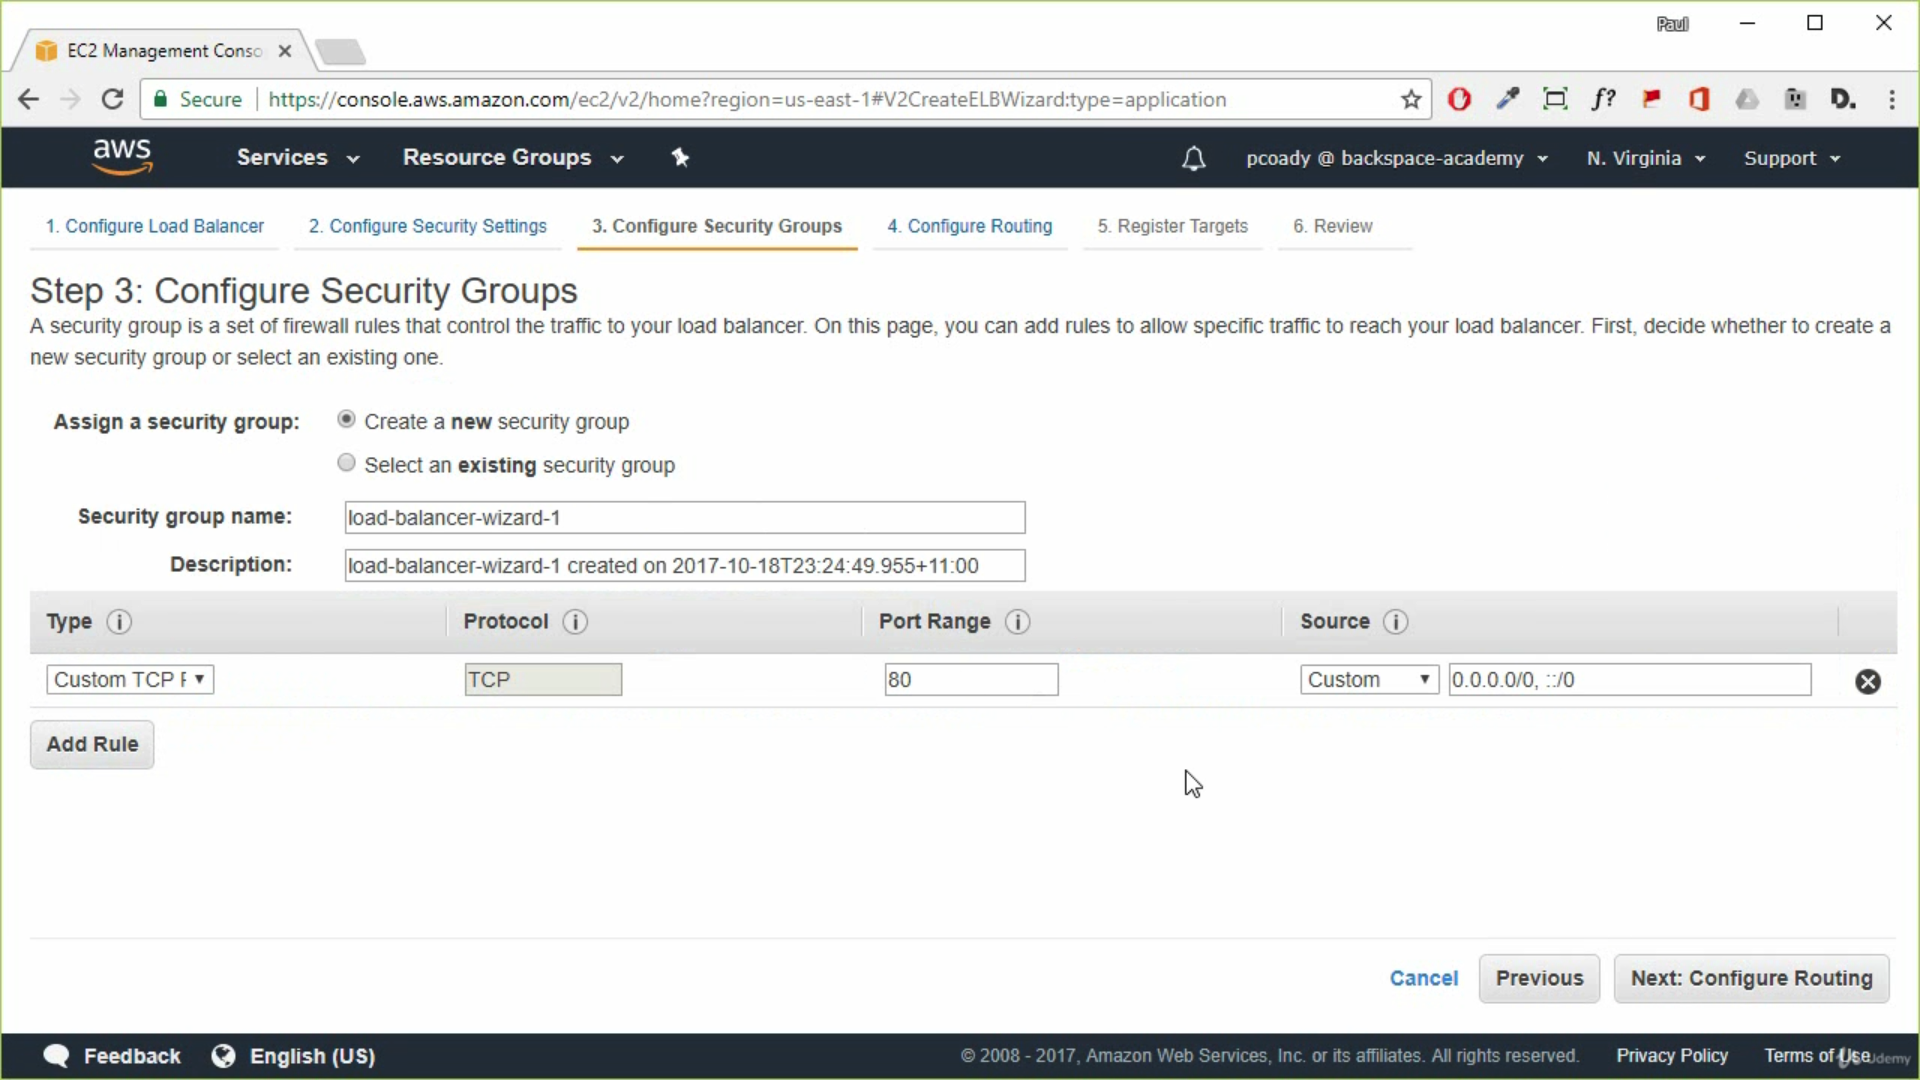 Paul
EC2 Management Conso
Secure
https://console.aws.amazon.com/ec2/v2/home?region=us-east-1#V2CreateELBWizard:type=application
f?
D.
aws
Services
Resource Groups
pcoady @ backspace-academy
N. Virginia
Support
1. Configure Load Balancer
2. Configure Security Settings
3. Configure Security Groups
4. Configure Routing
5. Register Targets
6. Review
Step 3: Configure Security Groups
A security group is a set of firewall rules that control the traffic to your load balancer. On this page, you can add rules to allow specific traffic to reach your load balancer. First, decide whether to create a
new security group or select an existing one.
Assign a security group:
Create a new security group
Select an existing security group
Security group name:
load-balancer-wizard-1
Description:
load-balancer-wizard-1 created on 2017-10-18T23:24:49.955+11:00
Type
Protocol
Port Range
Source
Custom TCP
TCP
80
Custom
0.0.0.0/0, ::/0
Add Rule
Cancel
Previous
Next: Configure Routing
Feedback
English (US)
© 2008 - 2017, Amazon Web Services, Inc. or its affiliates. All rights reserved.
Privacy Policy
Terms of Use
Udemy